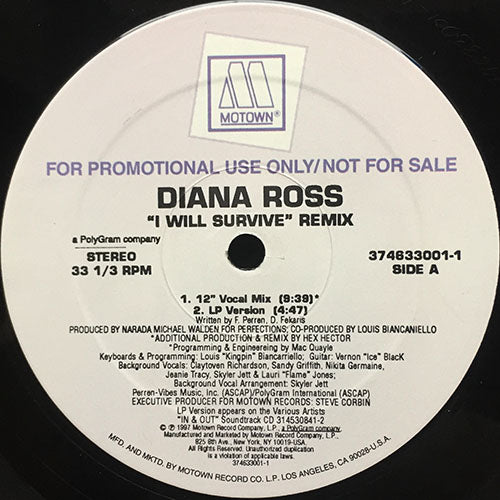 MOTOWN®
FOR PROMOTIONAL USE ONLY/NOT FOR SALE
DIANA ROSS
"I WILL SURVIVE" REMIX
a PolyGram company
STEREO
33 1/3 RPM
374633001-1
SIDE A
1. 12" Vocal Mix (9:39)*
2. LP Version (4:47)
Written by F. Perren, D. Fekaris
PRODUCED BY NARADA MICHAEL WALDEN FOR PERFECTIONS; CO-PRODUCED BY LOUIS BIANCANIELLO
*ADDITIONAL PRODUCTION & REMIX BY HEX HECTOR
*Programming & Engineereing by Mac Quayle
Keyboards & Programming: Louis "Kingpin" Biancarriello; Guitar: Vernon "Ice" BlacK
Background Vocals: Claytoven Richardson, Sandy Griffith, Nikita Germaine,
Jeanie Tracy, Skyler Jett & Lauri "Flame" Jones;
Background Vocal Arrangement: Skyler Jett
Perren-Vibes Music, Inc. (ASCAP)/PolyGram International (ASCAP)
EXECUTIVE PRODUCER FOR MOTOWN RECORDS: STEVE CORBIN
LP Version appears on the Various Artists
"IN & OUT" Soundtrack CD 314530841-2
© ℗ 1997 Motown Record Company, L.P., a PolyGram company.
Manufactured and Marketed by Motown Record Company, L.P.,
825 8th Ave., New York, N.Y. 10019-USA.
All Rights Reserved. Unauthorized duplication
is a violation of applicable laws.
374633001-1
MFD. AND MKTD. BY MOTOWN RECORD CO. L.P. LOS ANGELES, CA 90028-U.S.A.